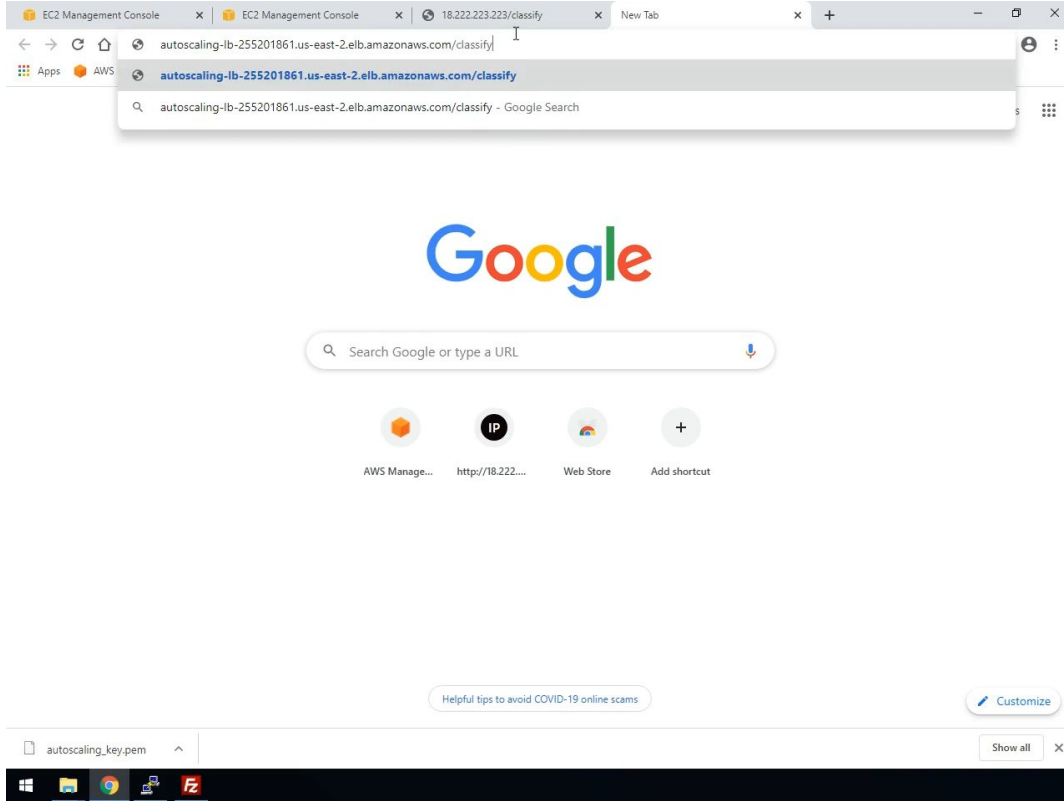 EC2 Management Console
EC2 Management Console
18.222.223.223/classify
New Tab
autoscaling-lb-255201861.us-east-2.elb.amazonaws.com/classify
Apps AWS
autoscaling-lb-255201861.us-east-2.elb.amazonaws.com/classify
autoscaling-lb-255201861.us-east-2.elb.amazonaws.com/classify - Google Search
s
Google
Search Google or type a URL
IP
AWS Manage...
http://18.222....
Web Store
Add shortcut
Helpful tips to avoid COVID-19 online scams
Customize
autoscaling_key.pem
Show all
Fz